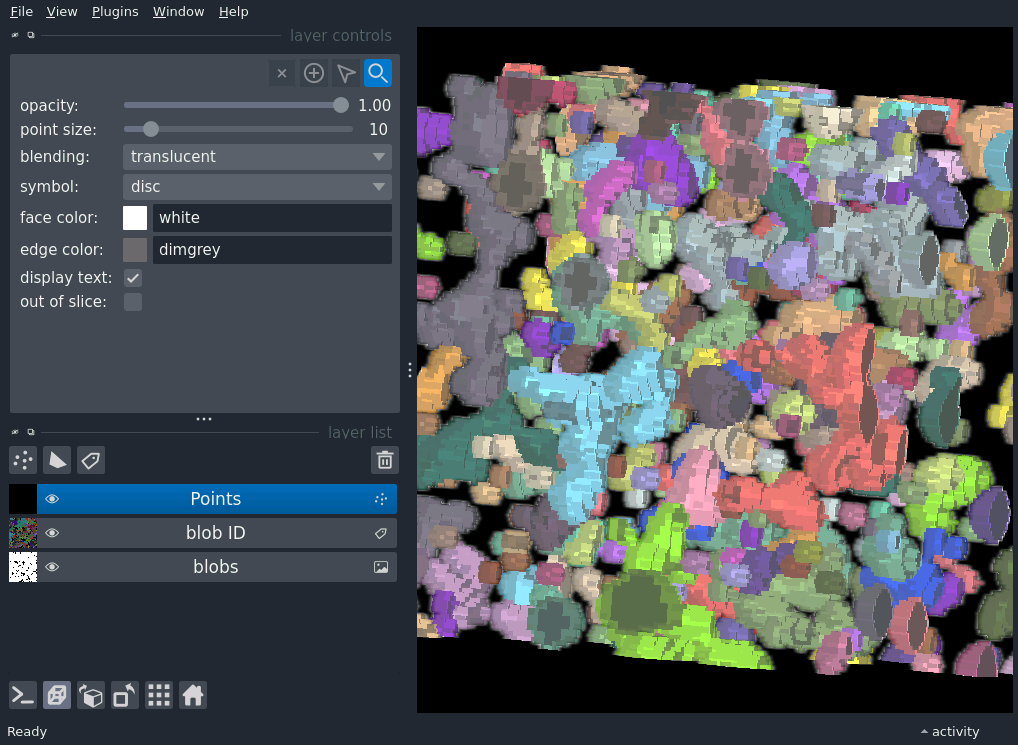 File View Plugins Window Help
layer controls
opacity: 1.00
point size: 10
blending: translucent
symbol: disc
face color: white
edge color: dimgrey
display text:
out of slice:
layer list
Points
blob ID
blobs
Ready
activity